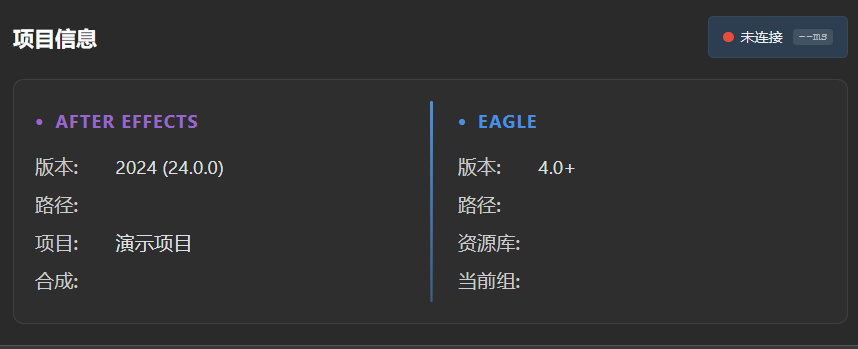 项目信息
未连接 --ms
• AFTER EFFECTS
版本: 2024 (24.0.0)
路径:
项目: 演示项目
合成:
• EAGLE
版本: 4.0+
路径:
资源库:
当前组: